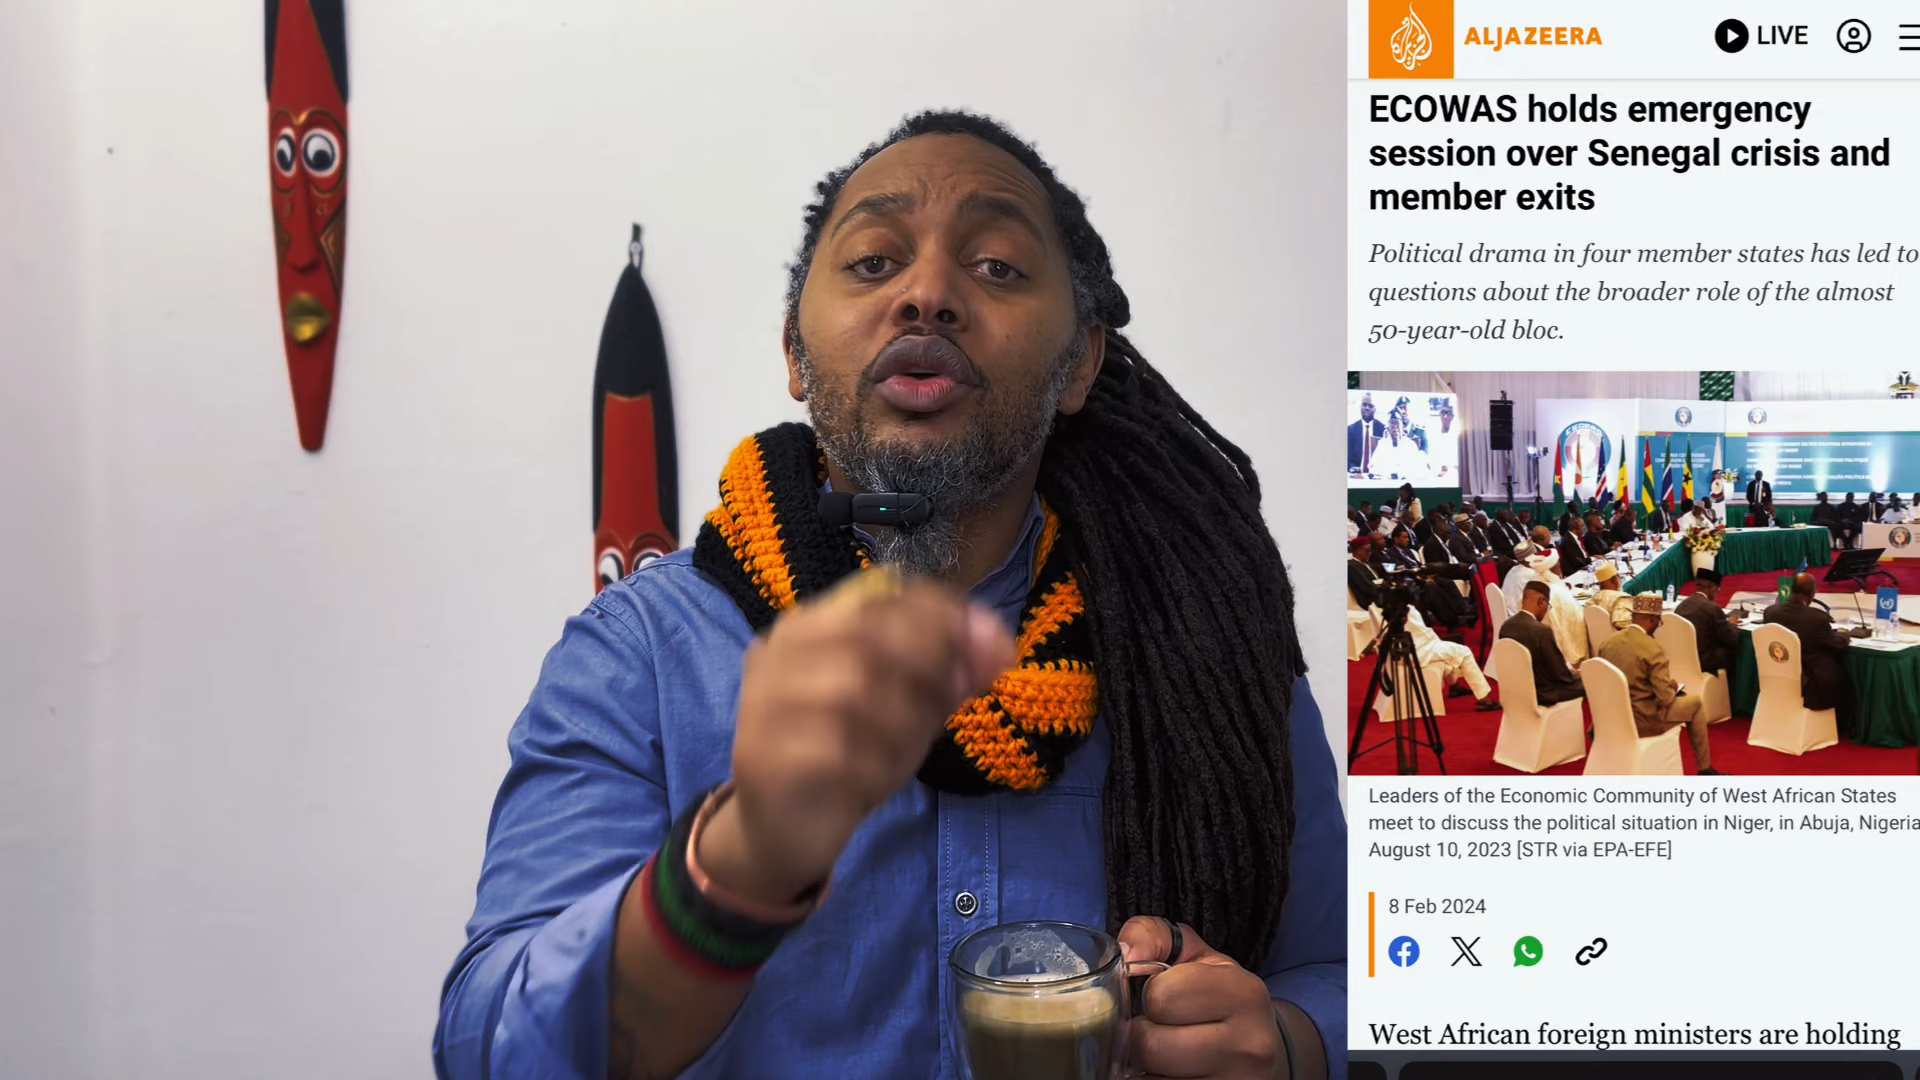 ALJAZEERA
LIVE
ECOWAS holds emergency
session over Senegal crisis and
member exits
Political drama in four member states has led to
questions about the broader role of the almost
50-year-old bloc.
Leaders of the Economic Community of West African States
meet to discuss the political situation in Niger, in Abuja, Nigeria
August 10, 2023 [STR via EPA-EFE]
8 Feb 2024
West African foreign ministers are holding